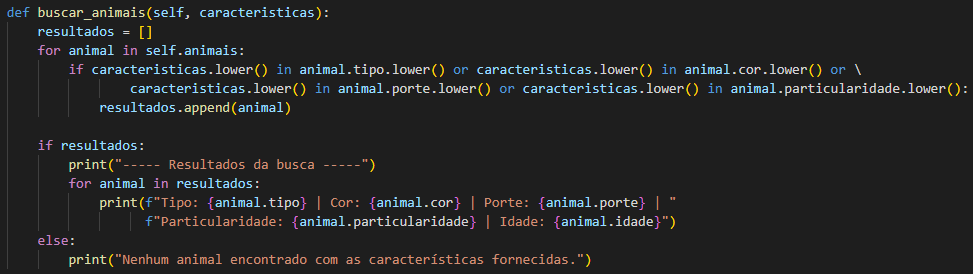 def buscar_animais(self, caracteristicas):
    resultados = []
    for animal in self.animais:
        if caracteristicas.lower() in animal.tipo.lower() or caracteristicas.lower() in animal.cor.lower() or \
                caracteristicas.lower() in animal.porte.lower() or caracteristicas.lower() in animal.particularidade.lower():
            resultados.append(animal)

    if resultados:
        print("----- Resultados da busca -----")
        for animal in resultados:
            print(f"Tipo: {animal.tipo} | Cor: {animal.cor} | Porte: {animal.porte} | "
                  f"Particularidade: {animal.particularidade} | Idade: {animal.idade}")
    else:
        print("Nenhum animal encontrado com as características fornecidas.")